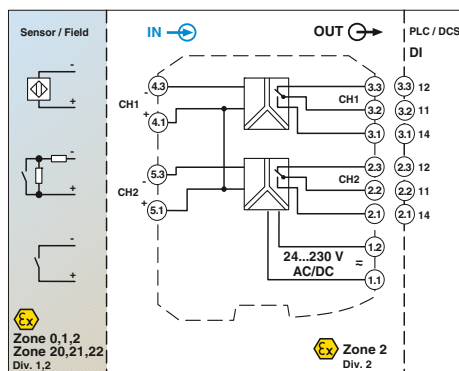 Sensor / Field
IN
OUT
PLC / DCS
DI
-
+
-
+
-
+
4.3
-
CH1
+
4.1
5.3
-
CH2
+
5.1
3.3
CH1
3.2
3.1
2.3
CH2
2.2
2.1
1.2
24...230 V
AC/DC
≈
1.1
3.3 12
3.2 11
3.1 14
2.3 12
2.2 11
2.1 14
Ex
Zone 0,1,2
Zone 20,21,22
Div. 1,2
Ex
Zone 2
Div. 2